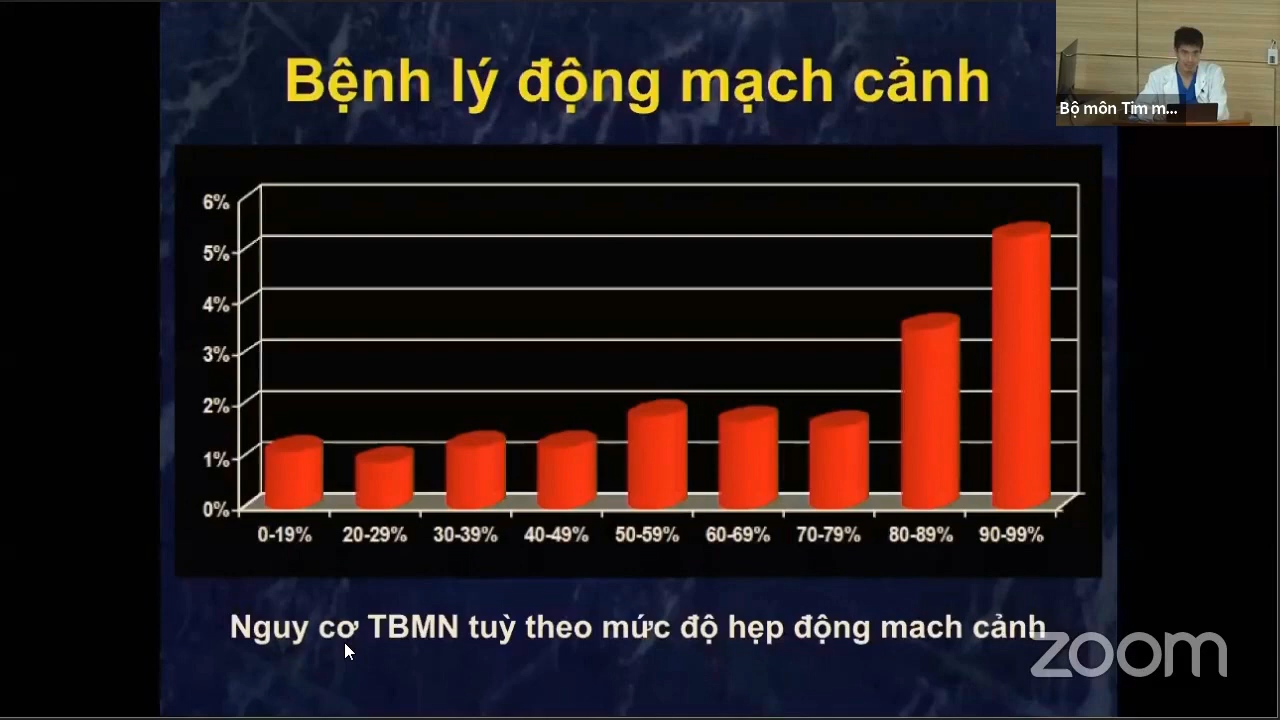 Bệnh lý động mạch cảnh
Bộ môn Tim m...
6%
5%
4%
3%
2%
1%
0%
0-19% 20-29% 30-39% 40-49% 50-59% 60-69% 70-79% 80-89% 90-99%
Nguy cơ TBMN tuỳ theo mức độ hẹp động mach cảnh
zoom